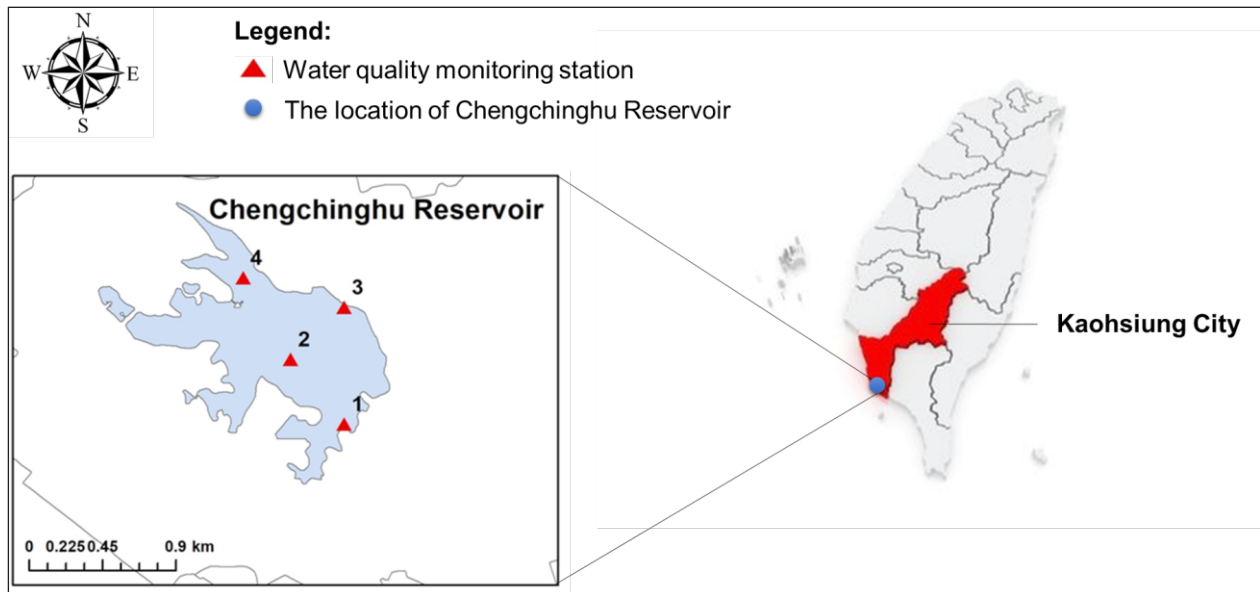 N
W E
S
Legend:
Water quality monitoring station
The location of Chengchinghu Reservoir
Chengchinghu Reservoir
4
3
2
1
0 0.225 0.45 0.9 km
Kaohsiung City